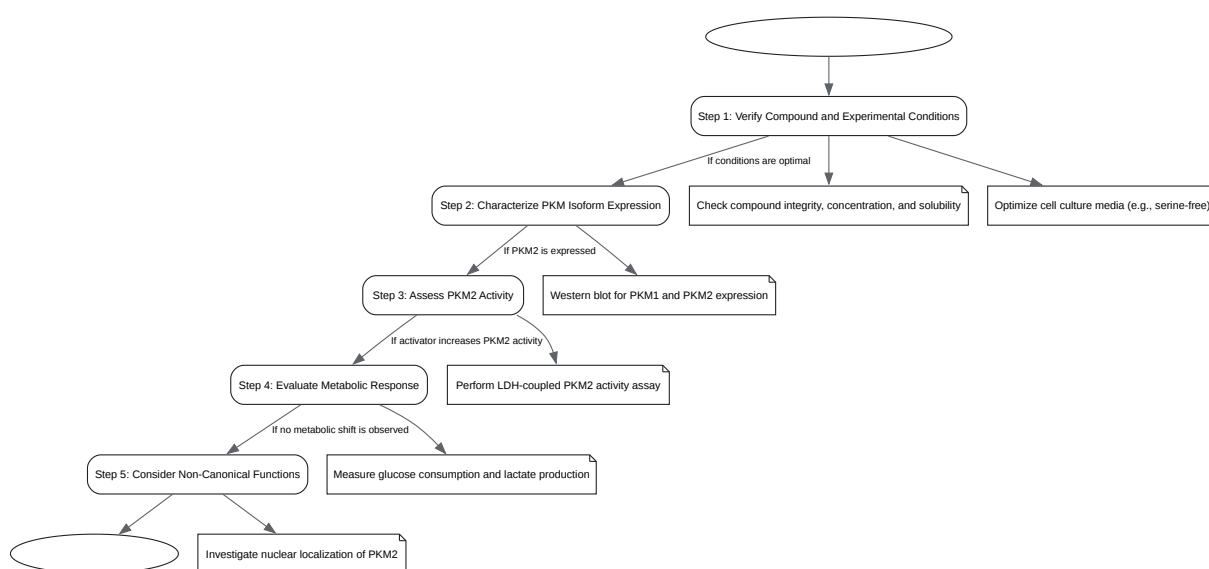 Step 1: Verify Compound and Experimental Conditions
If conditions are optimal
Step 2: Characterize PKM Isoform Expression
Check compound integrity, concentration, and solubility
Optimize cell culture media (e.g., serine-free)
If PKM2 is expressed
Step 3: Assess PKM2 Activity
Western blot for PKM1 and PKM2 expression
If activator increases PKM2 activity
Step 4: Evaluate Metabolic Response
Perform LDH-coupled PKM2 activity assay
If no metabolic shift is observed
Step 5: Consider Non-Canonical Functions
Measure glucose consumption and lactate production
Investigate nuclear localization of PKM2